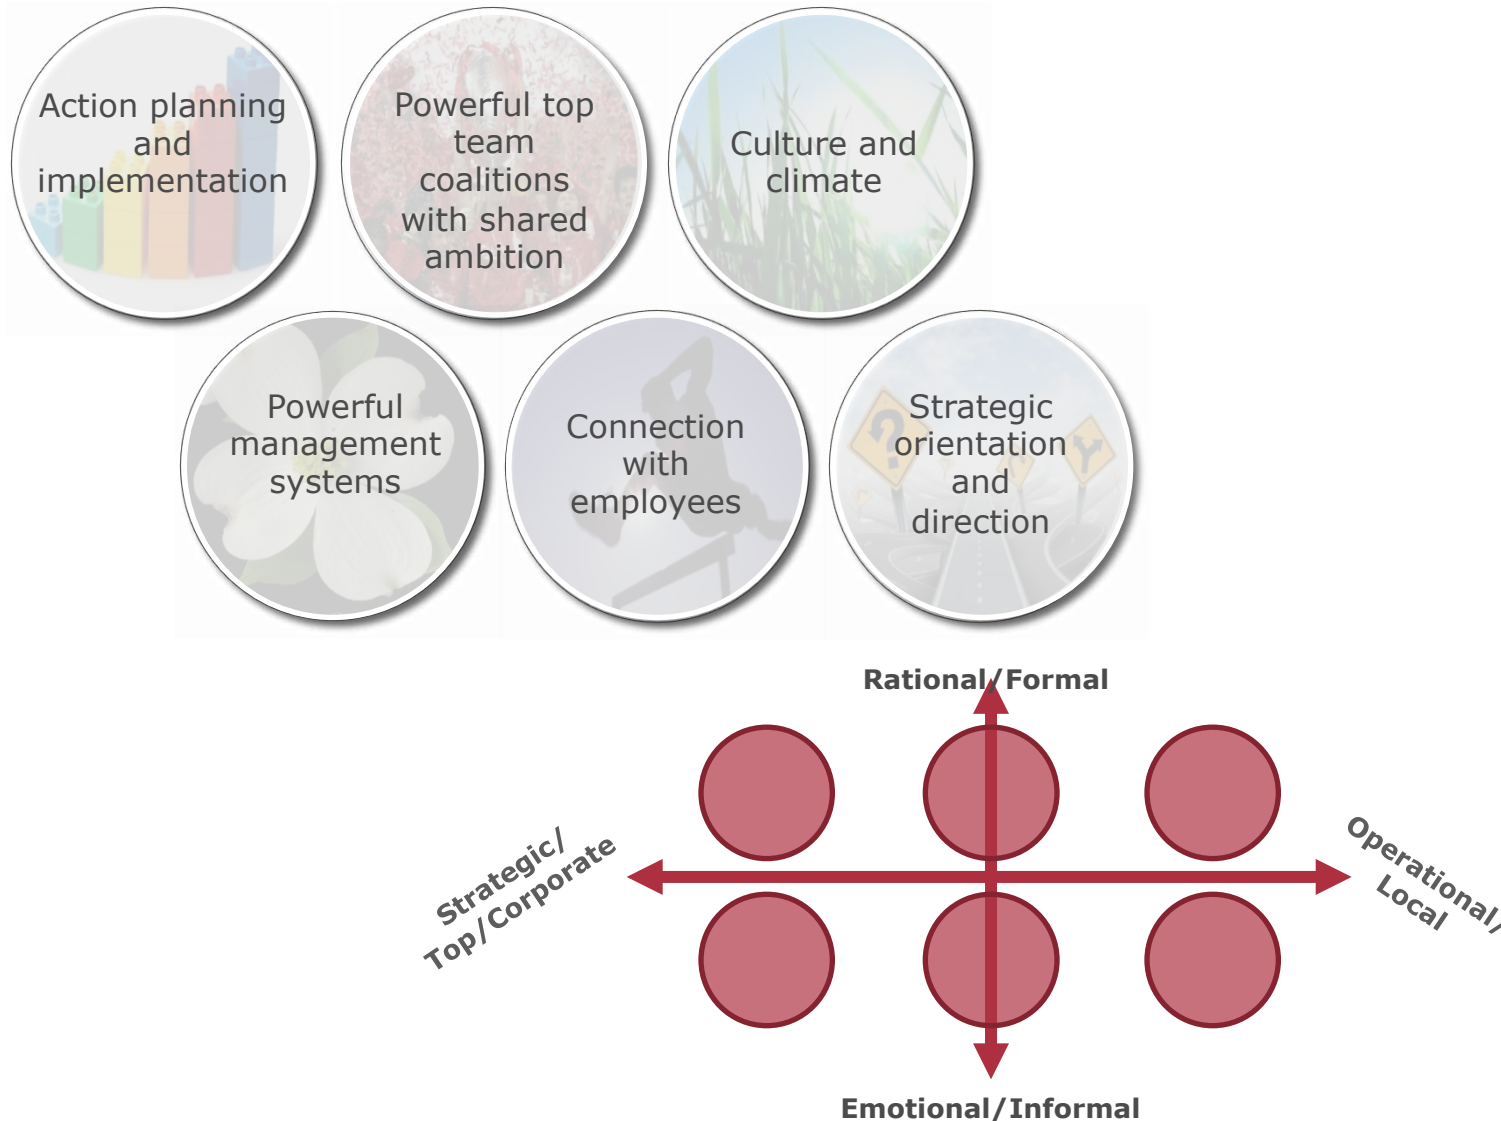 Action planning
and
implementation
Powerful top
team
coalitions
with shared
ambition
Culture and
climate
Powerful
management
systems
Connection
with
employees
Strategic
orientation
and
direction
Rational/Formal
Strategic/
Top/Corporate
Operational/
Local
Emotional/Informal